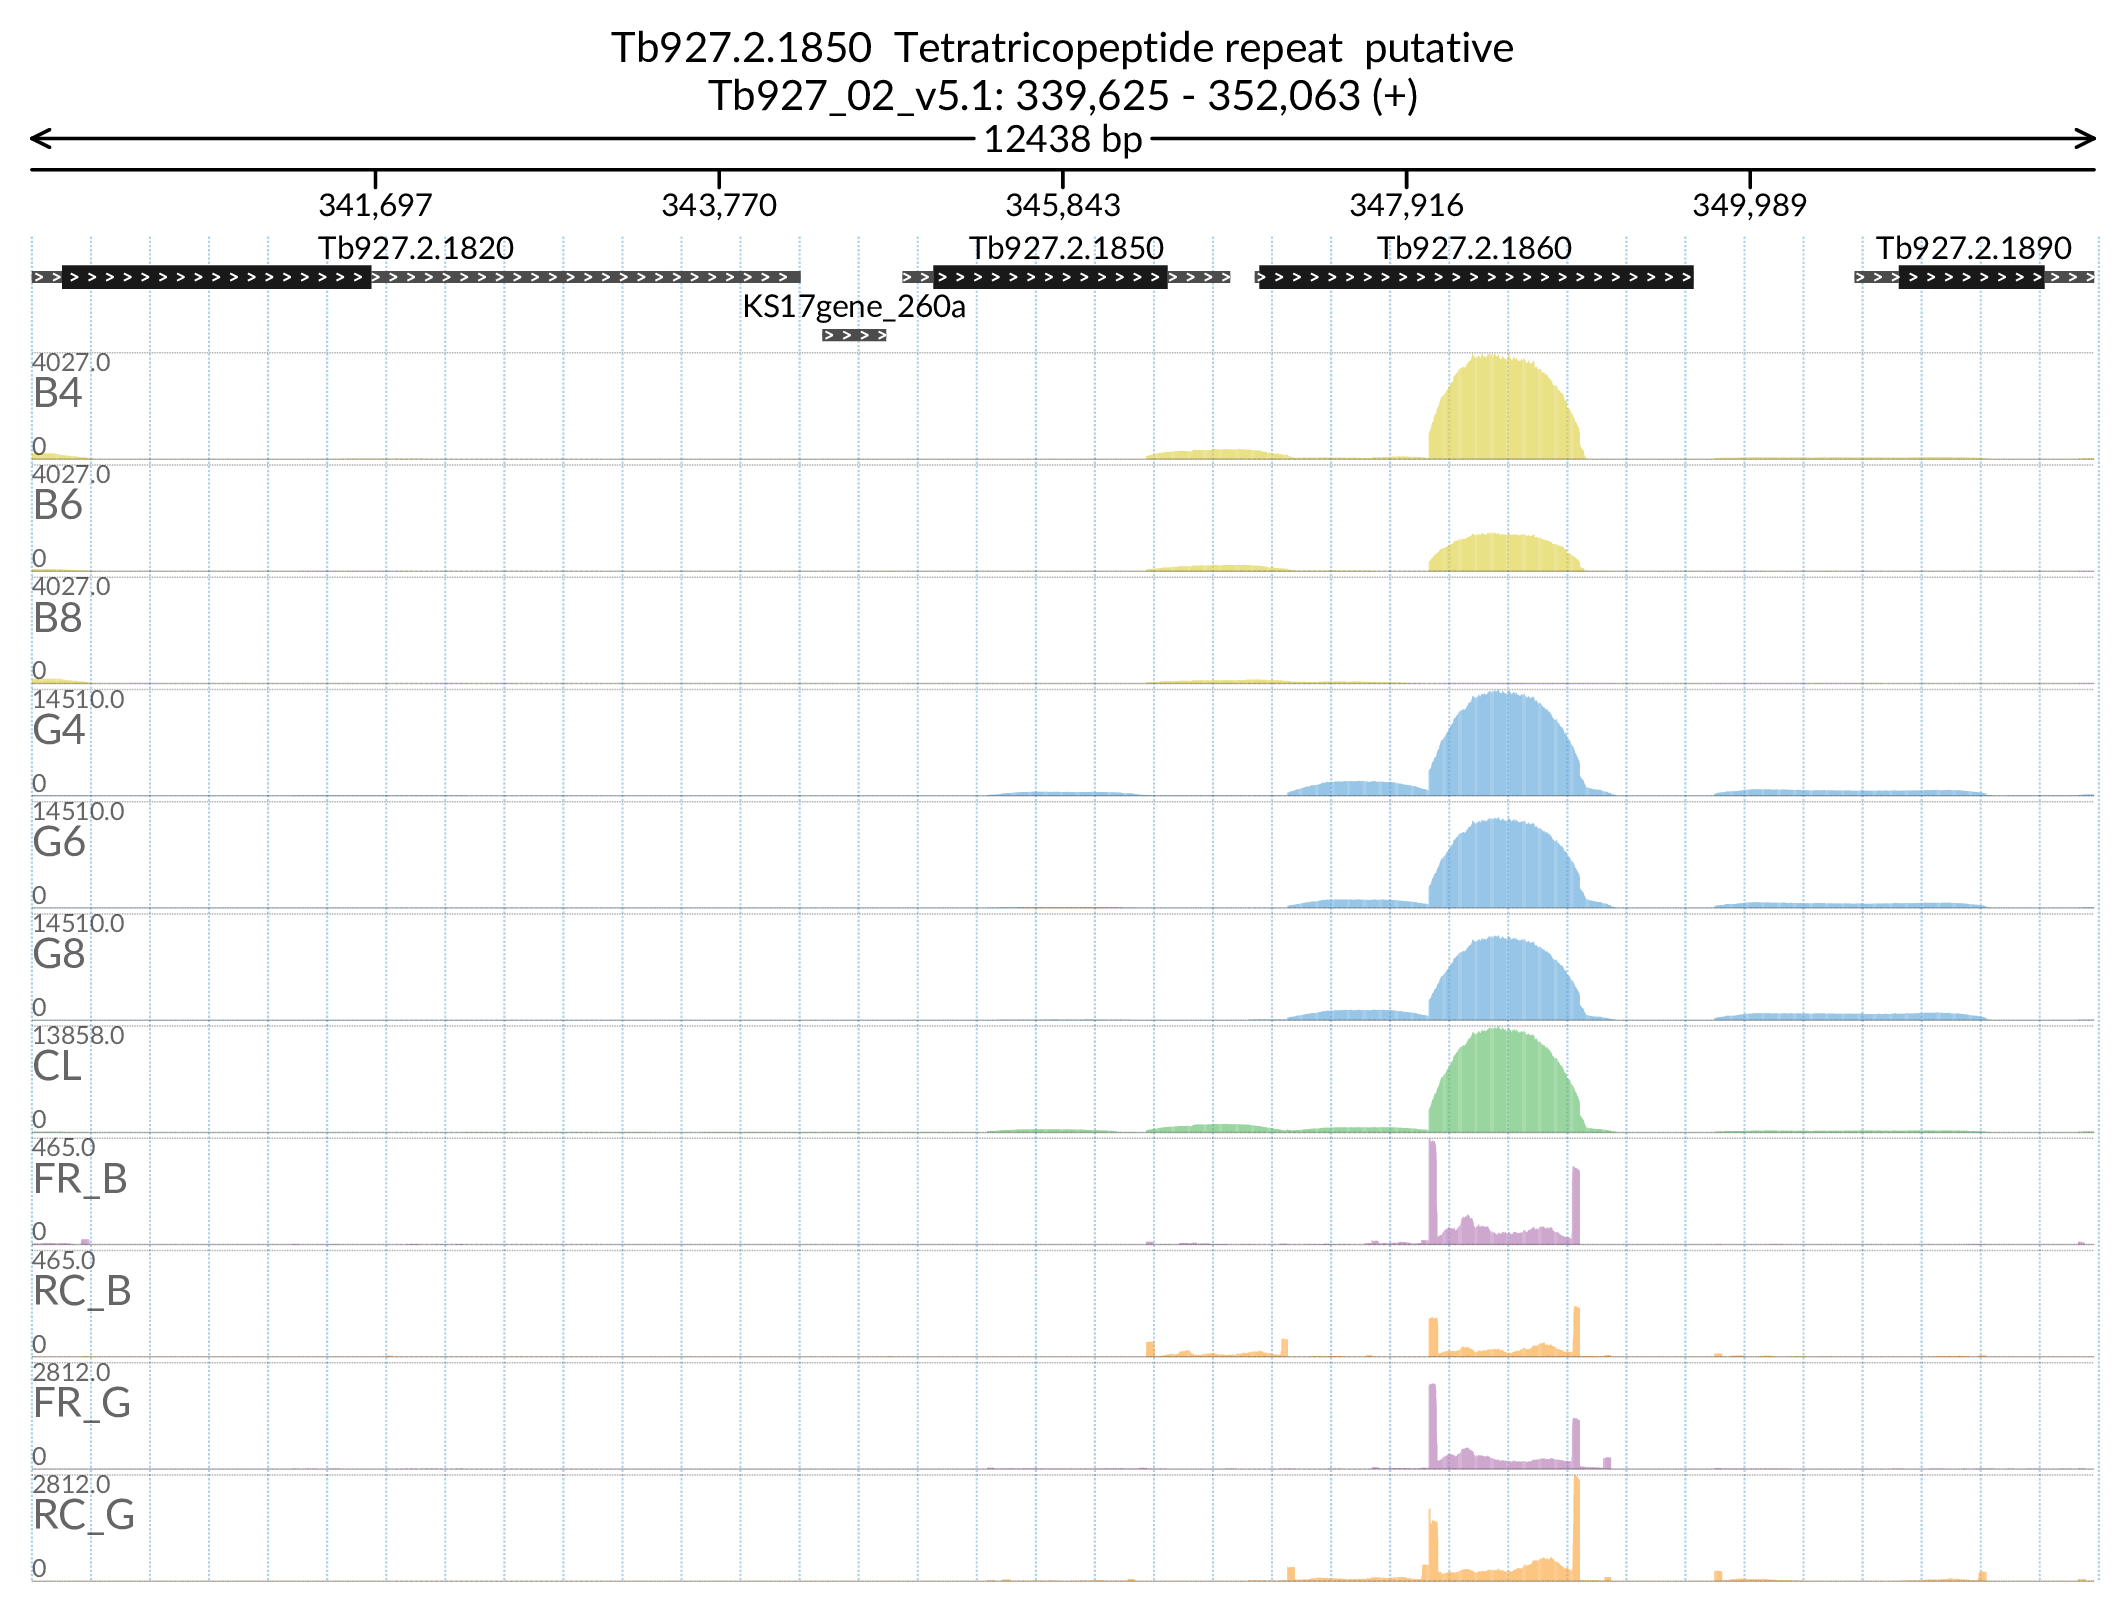 Tb927.2.1850  Tetratricopeptide repeat  putative
Tb927_02_v5.1: 339,625 - 352,063 (+)
12438 bp
341,697 343,770 345,843 347,916 349,989
Tb927.2.1820 Tb927.2.1850 Tb927.2.1860 Tb927.2.1890
KS17gene_260a
4027.0
B4
0
4027.0
B6
0
4027.0
B8
0
14510.0
G4
0
14510.0
G6
0
14510.0
G8
0
13858.0
CL
0
465.0
FR_B
0
465.0
RC_B
0
2812.0
FR_G
0
2812.0
RC_G
0